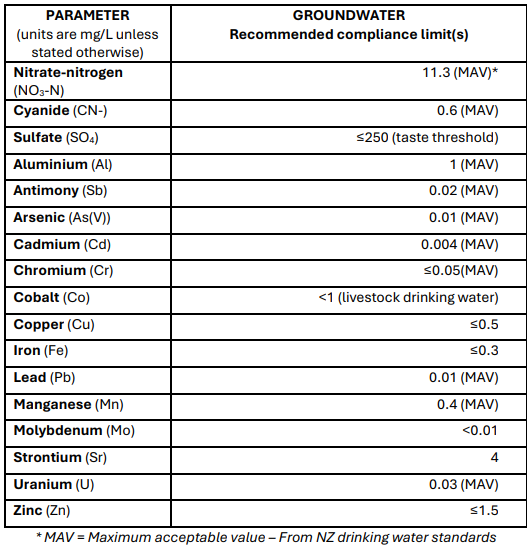 PARAMETER GROUNDWATER
(units are mg/L unless Recommended compliance limit(s)
stated otherwise)
Nitrate-nitrogen 11.3 (MAV)*
(NO₃-N)
Cyanide (CN-) 0.6 (MAV)
Sulfate (SO₄) ≤250 (taste threshold)
Aluminium (Al) 1 (MAV)
Antimony (Sb) 0.02 (MAV)
Arsenic (As(V)) 0.01 (MAV)
Cadmium (Cd) 0.004 (MAV)
Chromium (Cr) ≤0.05(MAV)
Cobalt (Co) <1 (livestock drinking water)
Copper (Cu) ≤0.5
Iron (Fe) ≤0.3
Lead (Pb) 0.01 (MAV)
Manganese (Mn) 0.4 (MAV)
Molybdenum (Mo) <0.01
Strontium (Sr) 4
Uranium (U) 0.03 (MAV)
Zinc (Zn) ≤1.5
* MAV = Maximum acceptable value – From NZ drinking water standards